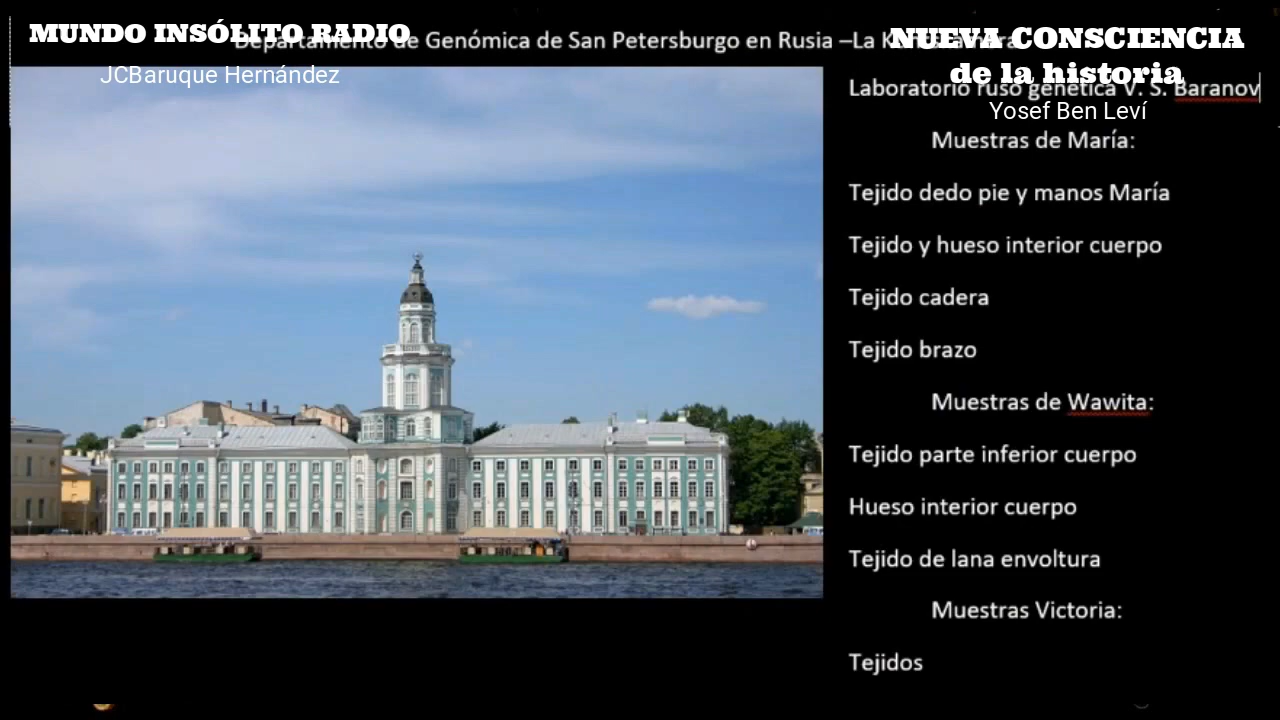 MUNDO INSÓLITO RADIO
JCBaruque Hernández
Departamento de Genómica de San Petersburgo en Rusia –La
NUEVA CONSCIENCIA
de la historia
Yosef Ben Leví
Laboratorio ruso genética V. S. Baranov
Muestras de María:
Tejido dedo pie y manos María
Tejido y hueso interior cuerpo
Tejido cadera
Tejido brazo
Muestras de Wawita:
Tejido parte inferior cuerpo
Hueso interior cuerpo
Tejido de lana envoltura
Muestras Victoria:
Tejidos